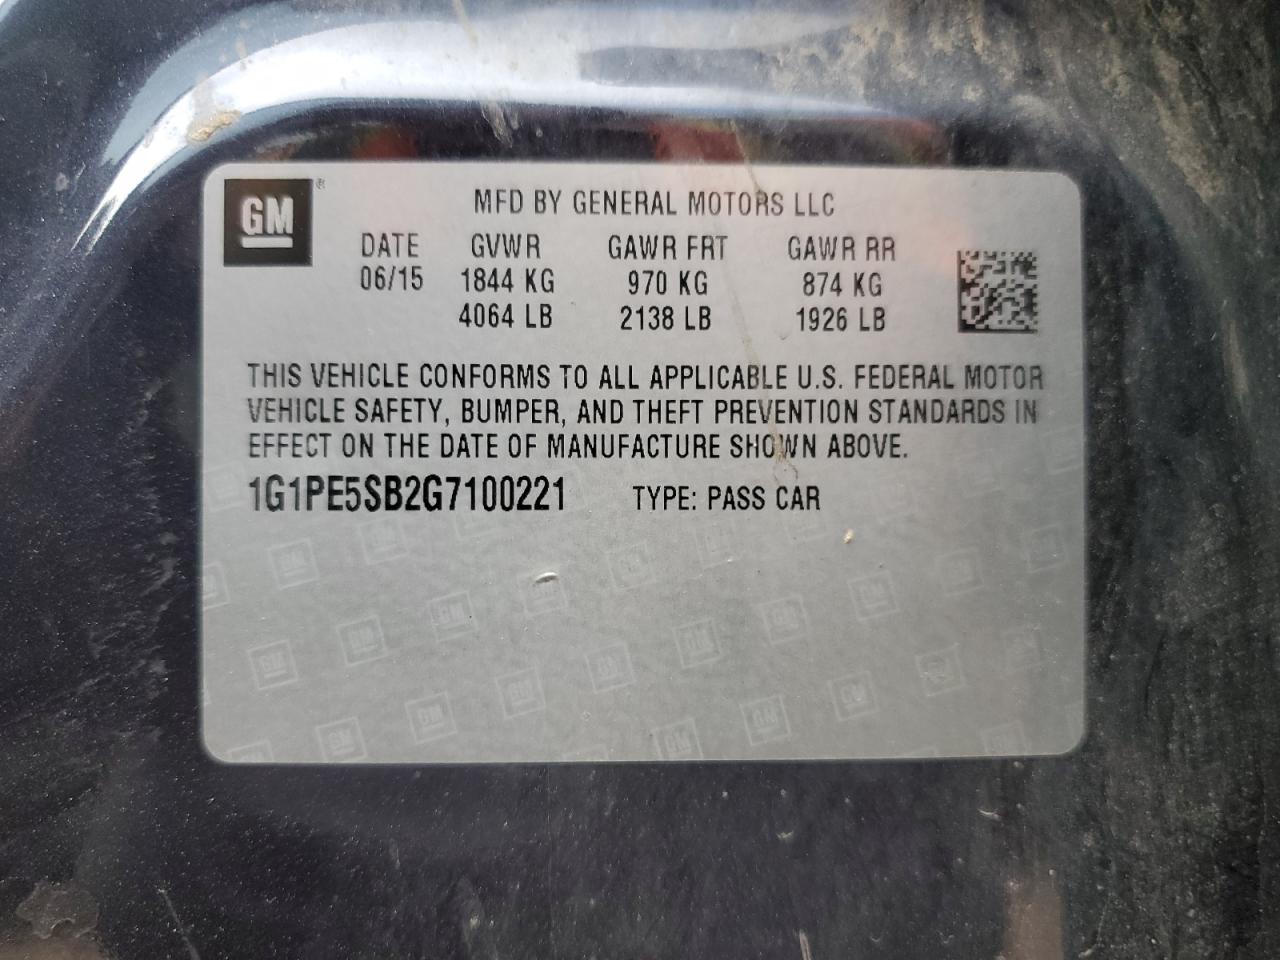 GM ®
MFD BY GENERAL MOTORS LLC
DATE GVWR GAWR FRT GAWR RR
06/15 1844 KG 970 KG 874 KG
4064 LB 2138 LB 1926 LB
THIS VEHICLE CONFORMS TO ALL APPLICABLE U.S. FEDERAL MOTOR
VEHICLE SAFETY, BUMPER, AND THEFT PREVENTION STANDARDS IN
EFFECT ON THE DATE OF MANUFACTURE SHOWN ABOVE.
1G1PE5SB2G7100221 TYPE: PASS CAR